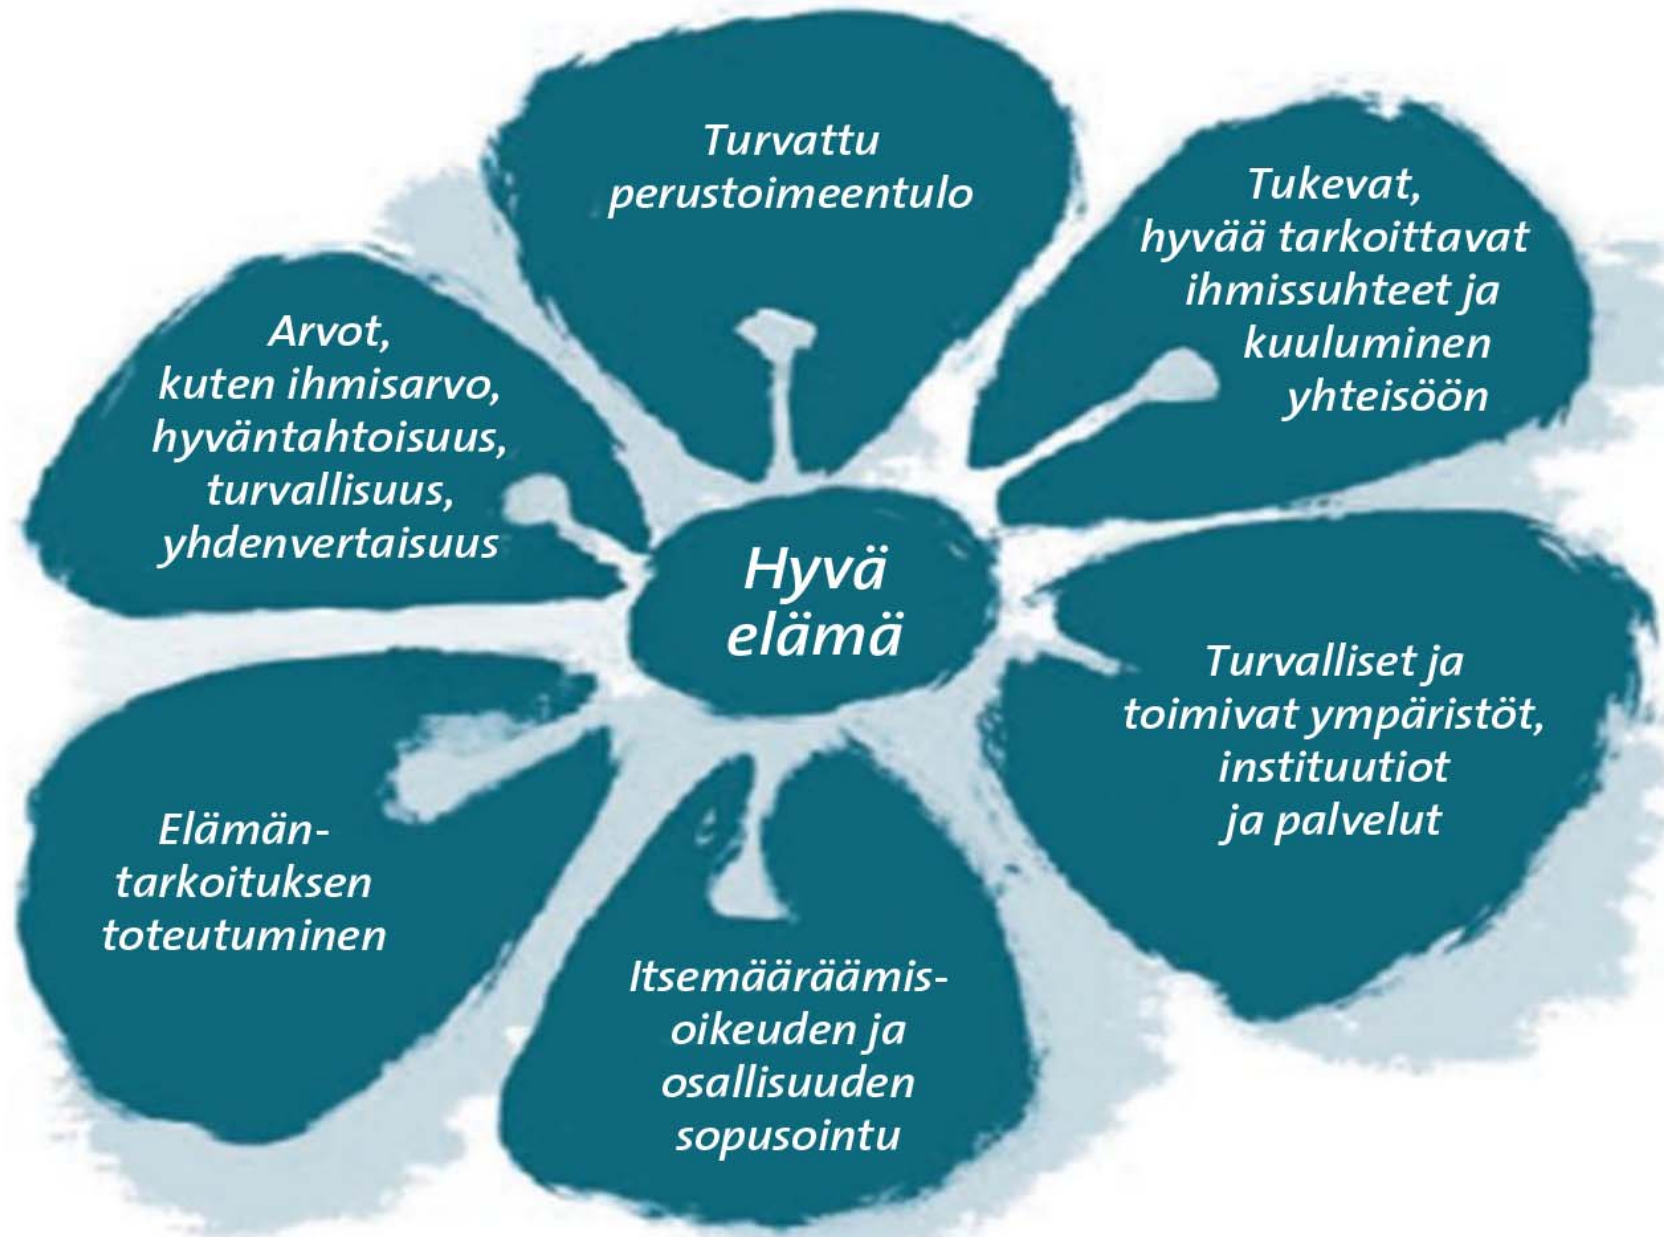 Turvattu
perustoimeentulo
Tukevat,
hyvää tarkoittavat
ihmissuhteet ja
kuuluminen
yhteisöön
Arvot,
kuten ihmisarvo,
hyväntahtoisuus,
turvallisuus,
yhdenvertaisuus
Hyvä
elämä
Turvalliset ja
toimivat ympäristöt,
instituutiot
ja palvelut
Elämän-
tarkoituksen
toteutuminen
Itsemääräämis-
oikeuden ja
osallisuuden
sopusointu